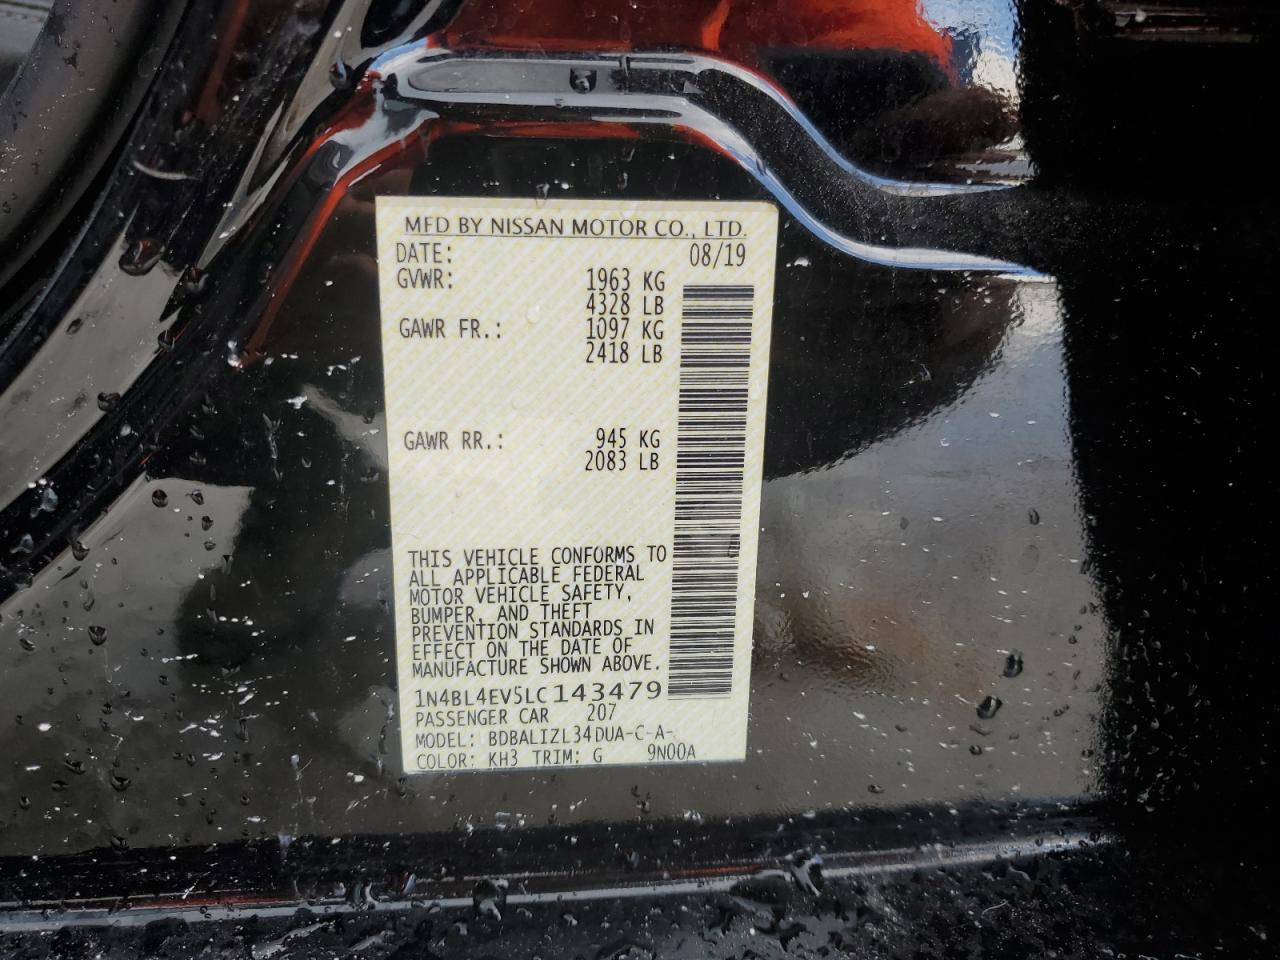 MFD BY NISSAN MOTOR CO., LTD.
DATE: 08/19
GVWR: 1963 KG
4328 LB
GAWR FR.: 1097 KG
2418 LB
GAWR RR.: 945 KG
2083 LB
THIS VEHICLE CONFORMS TO
ALL APPLICABLE FEDERAL
MOTOR VEHICLE SAFETY,
BUMPER, AND THEFT
PREVENTION STANDARDS IN
EFFECT ON THE DATE OF
MANUFACTURE SHOWN ABOVE.
1N4BL4EV5LC143479
PASSENGER CAR 207
MODEL: BDBALIZL34DUA-C-A-
COLOR: KH3 TRIM: G 9N00A